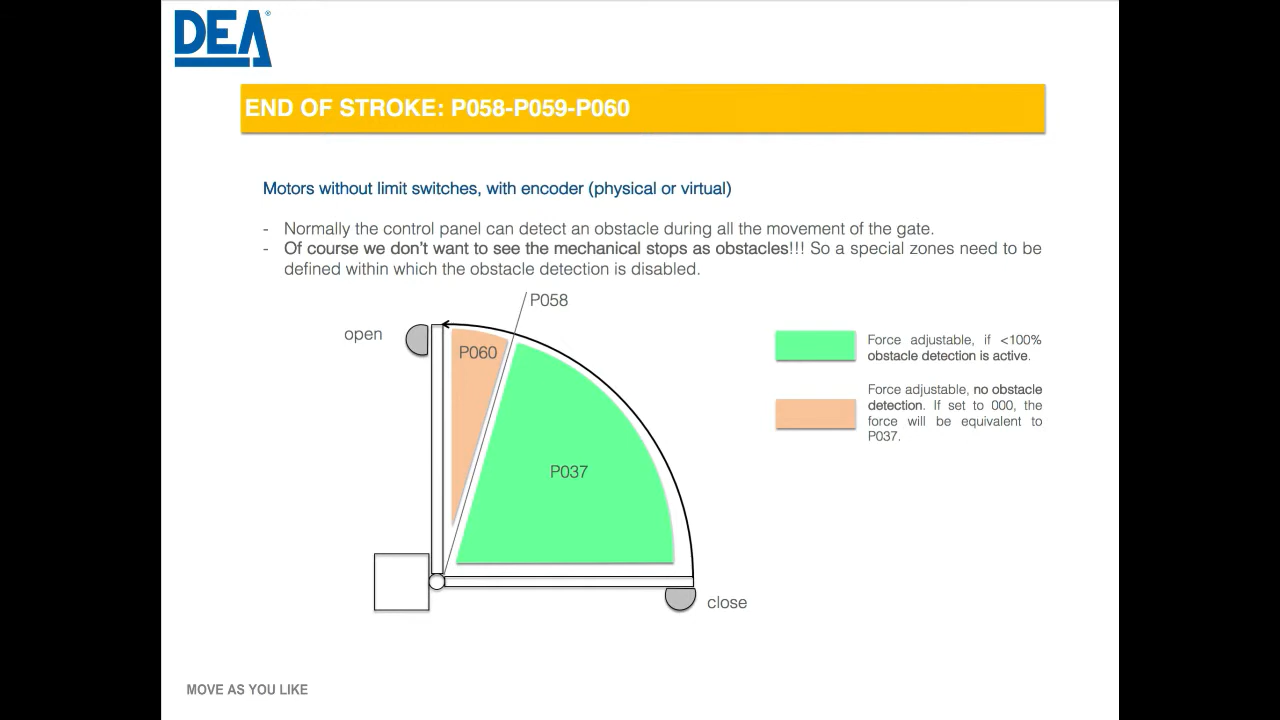 DEA®
END OF STROKE: P058-P059-P060
Motors without limit switches, with encoder (physical or virtual)
- Normally the control panel can detect an obstacle during all the movement of the gate.
- Of course we don't want to see the mechanical stops as obstacles!!! So a special zones need to be
defined within which the obstacle detection is disabled.
P058
open
P060
P037
close
Force adjustable, if <100%
obstacle detection is active.
Force adjustable, no obstacle
detection. If set to 000, the
force will be equivalent to
P037.
MOVE AS YOU LIKE